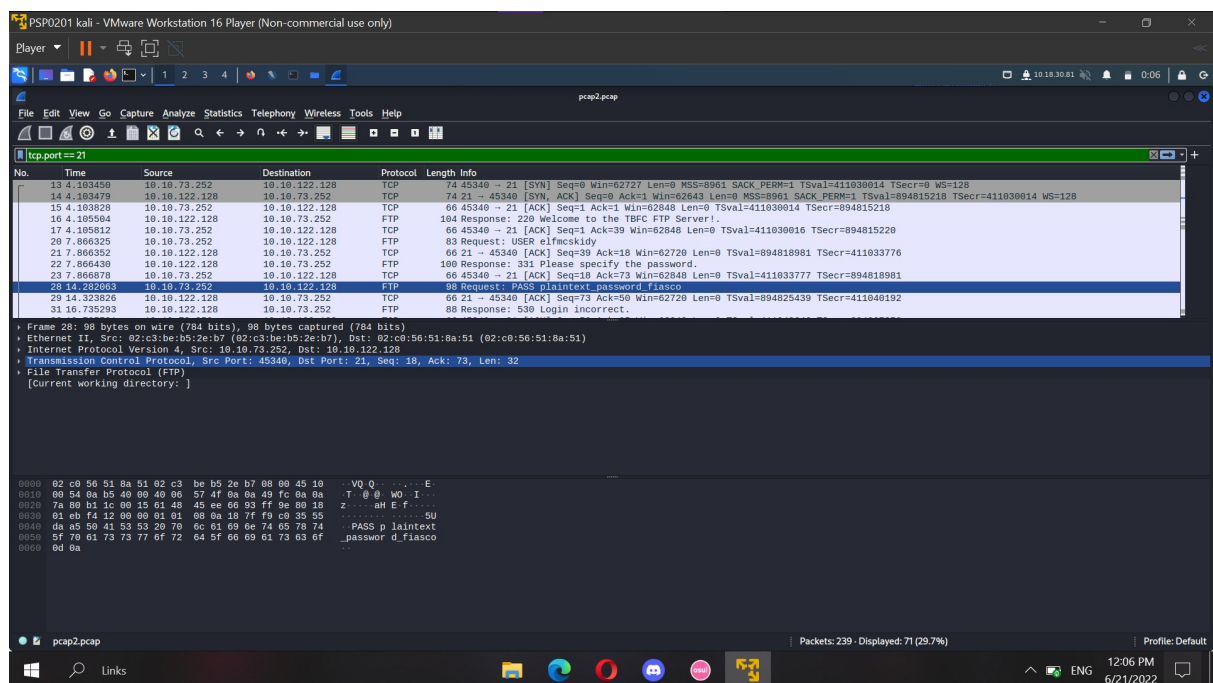 PSP0201 kali - VMware Workstation 16 Player (Non-commercial use only)
Player
1 2 3 4 10.18.30.81 0:06
pcap2.pcap
File Edit View Go Capture Analyze Statistics Telephony Wireless Tools Help
tcp.port == 21
No. Time Source Destination Protocol Length Info
13 4.103450 10.10.73.252 10.10.122.128 TCP 74 45340 → 21 [SYN] Seq=0 Win=62727 Len=0 MSS=8961 SACK_PERM=1 TSval=411030014 TSecr=0 WS=128
14 4.103479 10.10.122.128 10.10.73.252 TCP 74 21 → 45340 [SYN, ACK] Seq=0 Ack=1 Win=62643 Len=0 MSS=8961 SACK_PERM=1 TSval=894815218 TSecr=411030014 WS=128
15 4.103828 10.10.73.252 10.10.122.128 TCP 66 45340 → 21 [ACK] Seq=1 Ack=1 Win=62848 Len=0 TSval=411030014 TSecr=894815218
16 4.105504 10.10.122.128 10.10.73.252 FTP 104 Response: 220 Welcome to the TBFC FTP Server!.
17 4.105812 10.10.73.252 10.10.122.128 TCP 66 45340 → 21 [ACK] Seq=1 Ack=39 Win=62848 Len=0 TSval=411030016 TSecr=894815220
20 7.866325 10.10.73.252 10.10.122.128 FTP 83 Request: USER elfmcskidy
21 7.866352 10.10.122.128 10.10.73.252 TCP 66 21 → 45340 [ACK] Seq=39 Ack=18 Win=62720 Len=0 TSval=894818981 TSecr=411033776
22 7.866430 10.10.122.128 10.10.73.252 FTP 100 Response: 331 Please specify the password.
23 7.866878 10.10.73.252 10.10.122.128 TCP 66 45340 → 21 [ACK] Seq=18 Ack=73 Win=62848 Len=0 TSval=411033777 TSecr=894818981
28 14.282063 10.10.73.252 10.10.122.128 FTP 98 Request: PASS plaintext_password_fiasco
29 14.323826 10.10.122.128 10.10.73.252 TCP 66 21 → 45340 [ACK] Seq=73 Ack=50 Win=62720 Len=0 TSval=894825439 TSecr=411040192
31 16.735293 10.10.122.128 10.10.73.252 FTP 88 Response: 530 Login incorrect.
Frame 28: 98 bytes on wire (784 bits), 98 bytes captured (784 bits)
Ethernet II, Src: 02:c3:be:b5:2e:b7 (02:c3:be:b5:2e:b7), Dst: 02:c0:56:51:8a:51 (02:c0:56:51:8a:51)
Internet Protocol Version 4, Src: 10.10.73.252, Dst: 10.10.122.128
Transmission Control Protocol, Src Port: 45340, Dst Port: 21, Seq: 18, Ack: 73, Len: 32
File Transfer Protocol (FTP)
[Current working directory: ]
0000 02 c0 56 51 8a 51 02 c3 be b5 2e b7 08 00 45 10 ··VQ·Q·· ··.···E·
0010 00 54 0a b5 40 00 40 06 57 4f 0a 0a 49 fc 0a 0a ·T··@·@· WO··I···
0020 7a 80 b1 1c 00 15 61 48 45 ee 66 93 ff 9e 80 18 z·····aH E·f·····
0030 01 eb f4 12 00 00 01 01 08 0a 18 7f f9 c0 35 55 ········ ······5U
0040 da a5 50 41 53 53 20 70 6c 61 69 6e 74 65 78 74 ··PASS p laintext
0050 5f 70 61 73 73 77 6f 72 64 5f 66 69 61 73 63 6f _passwor d_fiasco
0060 0d 0a ··
pcap2.pcap Packets: 239 · Displayed: 71 (29.7%) Profile: Default
Links osu! ENG 12:06 PM
6/21/2022